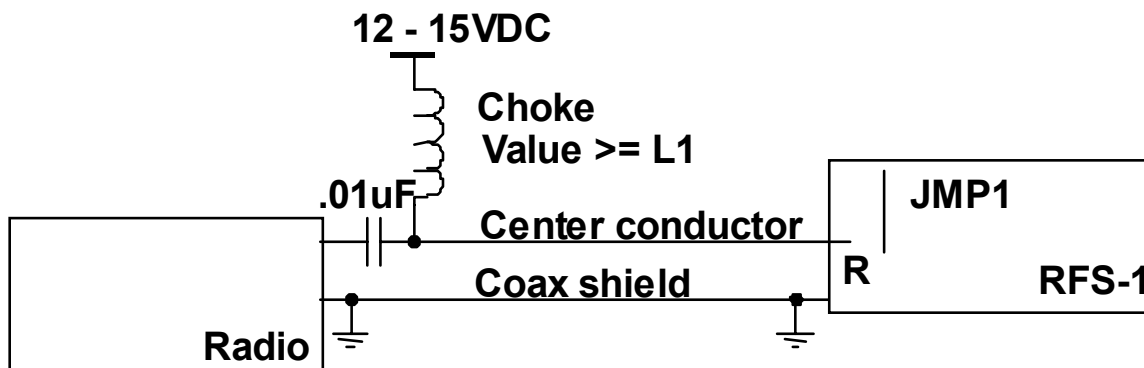 12 - 15VDC
Choke
Value >= L1
.01uF
Center conductor
JMP1
R
Coax shield
RFS-1
Radio